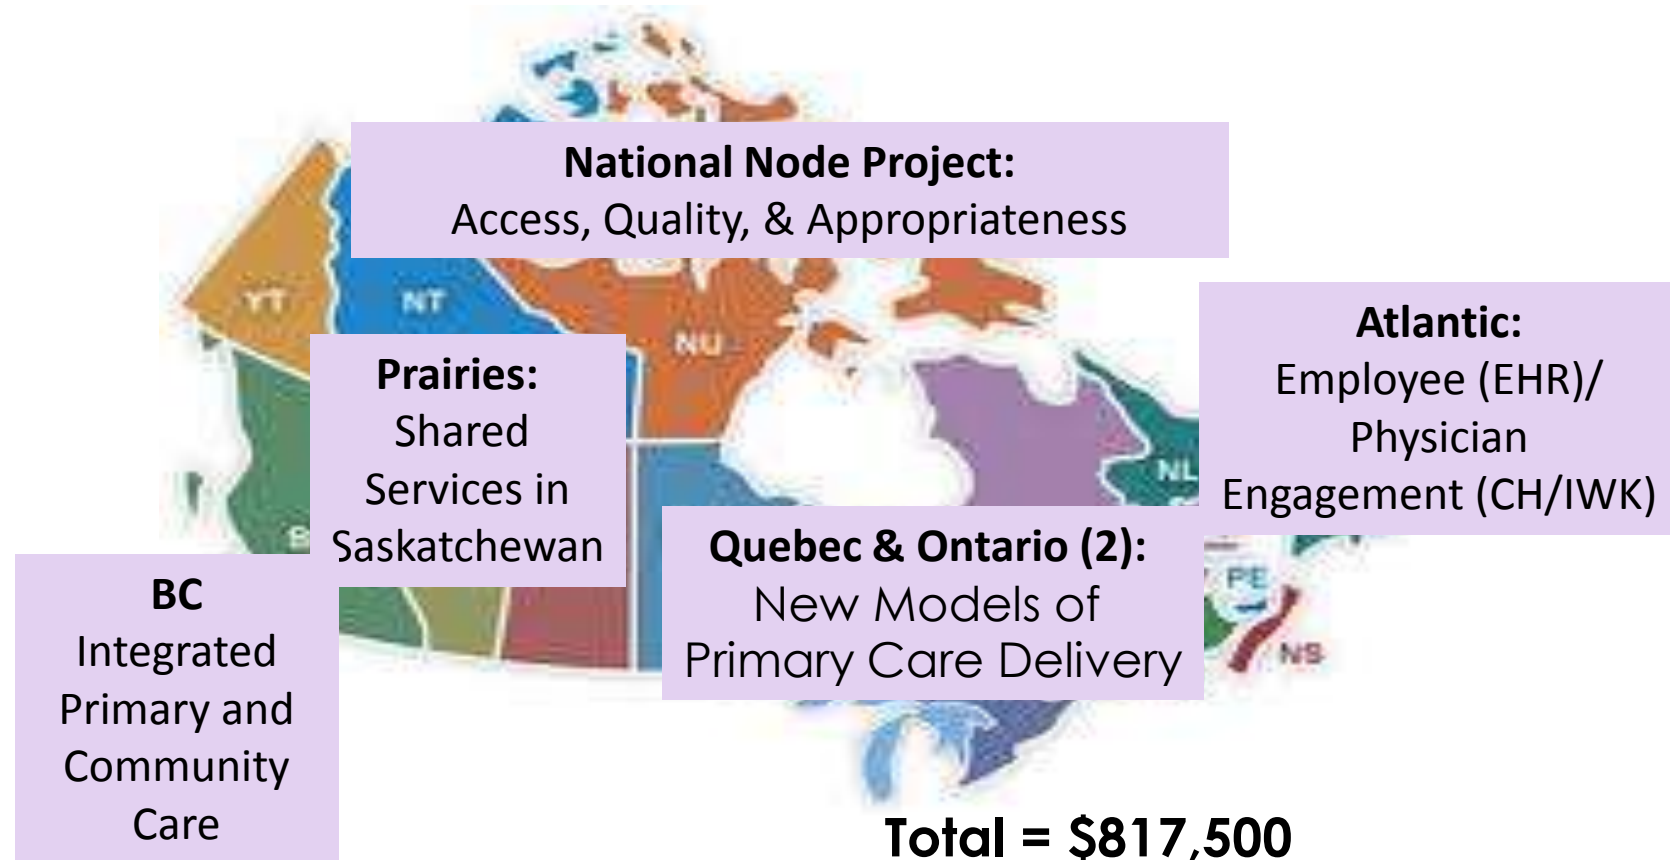 National Node Project:
Access, Quality, & Appropriateness
YT
NT
NU
Prairies:
Shared
Services in
Saskatchewan
Atlantic:
Employee (EHR)/
Physician
Engagement (CH/IWK)
NL
BC
Integrated
Primary and
Community
Care
Quebec & Ontario (2):
New Models of
Primary Care Delivery
PE
NS
Total = $817,500